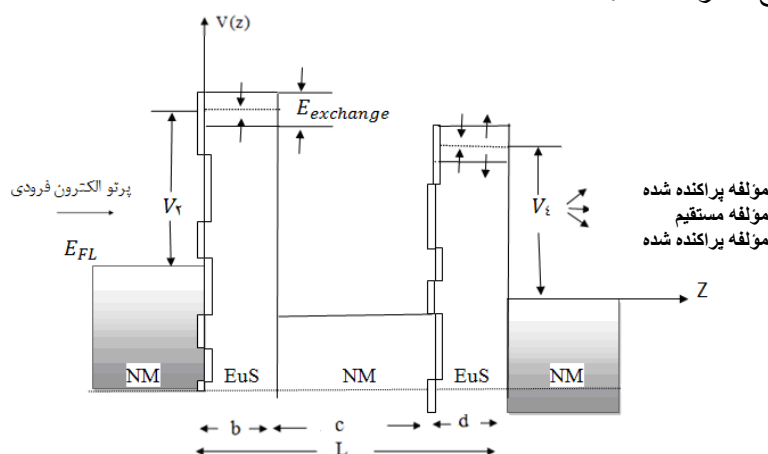 V(z)
E_exchange
پرتو الکترون فرودی
V۲
V٤
مؤلفه پراکنده شده
مؤلفه مستقیم
مؤلفه پراکنده شده
E_FL
Z
NM
EuS
NM
EuS
NM
b
c
d
L